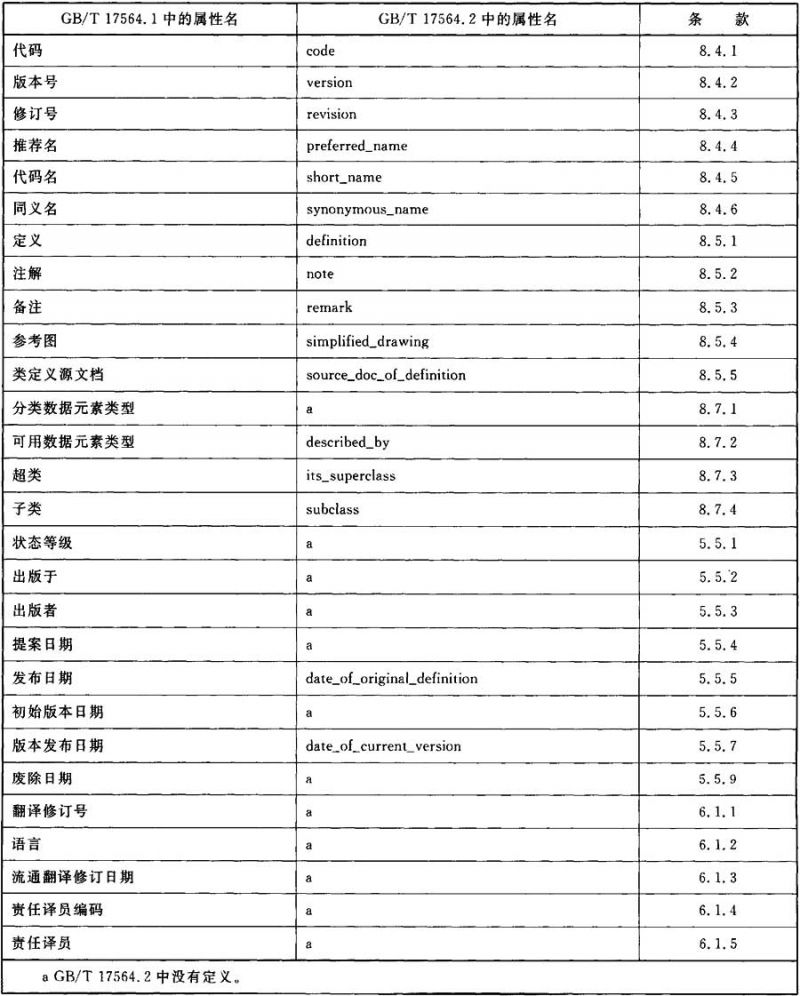 GB/T 17564.1 中的属性名 GB/T 17564.2 中的属性名 条 款
代码 code 8.4.1
版本号 version 8.4.2
修订号 revision 8.4.3
推荐名 preferred_name 8.4.4
代码名 short_name 8.4.5
同义名 synonymous_name 8.4.6
定义 definition 8.5.1
注解 note 8.5.2
备注 remark 8.5.3
参考图 simplified_drawing 8.5.4
类定义源文档 source_doc_of_definition 8.5.5
分类数据元素类型 a 8.7.1
可用数据元素类型 described_by 8.7.2
超类 its_superclass 8.7.3
子类 subclass 8.7.4
状态等级 a 5.5.1
出版于 a 5.5.2
出版者 a 5.5.3
提案日期 a 5.5.4
发布日期 date_of_original_definition 5.5.5
初始版本日期 a 5.5.6
版本发布日期 date_of_current_version 5.5.7
废除日期 a 5.5.9
翻译修订号 a 6.1.1
语言 a 6.1.2
流通翻译修订日期 a 6.1.3
责任译员编码 a 6.1.4
责任译员 a 6.1.5
a GB/T 17564.2 中没有定义。